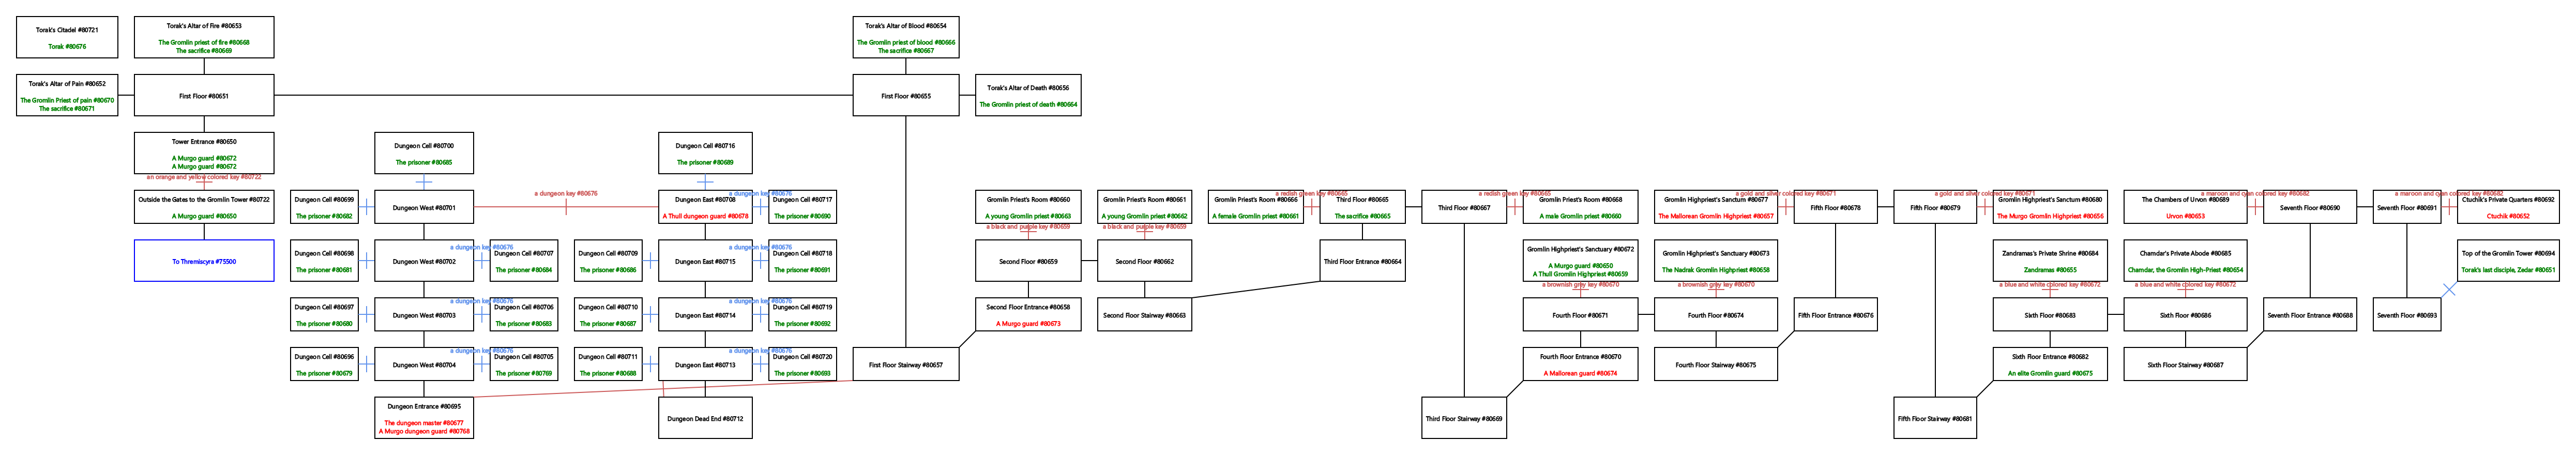 Torak's Citadel #80721
Torak #80676
Torak's Altar of Fire #80653
The Gromlin priest of fire #80668
The sacrifice #80669
Torak's Altar of Blood #80654
The Gromlin priest of blood #80666
The sacrifice #80667
Torak's Altar of Pain #80652
The Gromlin Priest of pain #80670
The sacrifice #80671
First Floor #80651
First Floor #80655
Torak's Altar of Death #80656
The Gromlin priest of death #80664
Tower Entrance #80650
A Murgo guard #80672
A Murgo guard #80672
Dungeon Cell #80700
The prisoner #80685
Dungeon Cell #80716
The prisoner #80689
an orange and yellow colored key #80722
Outside the Gates to the Gromlin Tower #80722
A Murgo guard #80650
Dungeon Cell #80699
The prisoner #80682
Dungeon West #80701
a dungeon key #80676
Dungeon East #80708
A Thull dungeon guard #80678
a dungeon key #80676
Dungeon Cell #80717
The prisoner #80690
Gromlin Priest's Room #80660
A young Gromlin priest #80663
Gromlin Priest's Room #80661
A young Gromlin priest #80662
Gromlin Priest's Room #80666
A female Gromlin priest #80661
a redish green key #80665
Third Floor #80665
The sacrifice #80665
Third Floor #80667
a redish green key #80665
Gromlin Priest's Room #80668
A male Gromlin priest #80660
Gromlin Highpriest's Sanctum #80677
The Mallorean Gromlin Highpriest #80657
a gold and silver colored key #80671
Fifth Floor #80678
Fifth Floor #80679
a gold and silver colored key #80671
Gromlin Highpriest's Sanctum #80680
The Murgo Gromlin Highpriest #80656
The Chambers of Urvon #80689
Urvon #80653
a maroon and cyan colored key #80682
Seventh Floor #80690
Seventh Floor #80691
a maroon and cyan colored key #80682
Ctuchik's Private Quarters #80692
Ctuchik #80652
a black and purple key #80659
a black and purple key #80659
To Thremiscyra #75500
Dungeon Cell #80698
The prisoner #80681
Dungeon West #80702
a dungeon key #80676
Dungeon Cell #80707
The prisoner #80684
Dungeon Cell #80709
The prisoner #80686
Dungeon East #80715
a dungeon key #80676
Dungeon Cell #80718
The prisoner #80691
Second Floor #80659
Second Floor #80662
Third Floor Entrance #80664
Gromlin Highpriest's Sanctuary #80672
A Murgo guard #80650
A Thull Gromlin Highpriest #80659
Gromlin Highpriest's Sanctuary #80673
The Nadrak Gromlin Highpriest #80658
Zandramas's Private Shrine #80684
Zandramas #80655
Chamdar's Private Abode #80685
Chamdar, the Gromlin High-Priest #80654
Top of the Gromlin Tower #80694
Torak's last disciple, Zedar #80651
a brownish grey key #80670
a brownish grey key #80670
a blue and white colored key #80672
a blue and white colored key #80672
Dungeon Cell #80697
The prisoner #80680
Dungeon West #80703
a dungeon key #80676
Dungeon Cell #80706
The prisoner #80683
Dungeon Cell #80710
The prisoner #80687
Dungeon East #80714
a dungeon key #80676
Dungeon Cell #80719
The prisoner #80692
Second Floor Entrance #80658
A Murgo guard #80673
Second Floor Stairway #80663
Fourth Floor #80671
Fourth Floor #80674
Fifth Floor Entrance #80676
Sixth Floor #80683
Sixth Floor #80686
Seventh Floor Entrance #80688
Seventh Floor #80693
Dungeon Cell #80696
The prisoner #80679
Dungeon West #80704
a dungeon key #80676
Dungeon Cell #80705
The prisoner #80769
Dungeon Cell #80711
The prisoner #80688
Dungeon East #80713
a dungeon key #80676
Dungeon Cell #80720
The prisoner #80693
First Floor Stairway #80657
Fourth Floor Entrance #80670
A Mallorean guard #80674
Fourth Floor Stairway #80675
Sixth Floor Entrance #80682
An elite Gromlin guard #80675
Sixth Floor Stairway #80687
Dungeon Entrance #80695
The dungeon master #80677
A Murgo dungeon guard #80768
Dungeon Dead End #80712
Third Floor Stairway #80669
Fifth Floor Stairway #80681